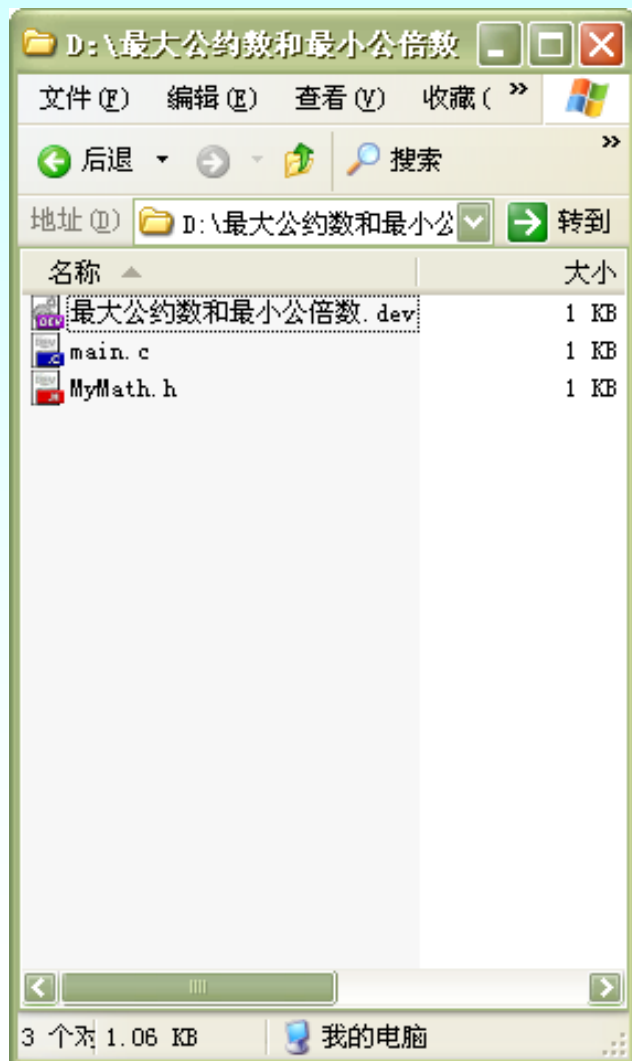 D:\最大公约数和最小公倍数
文件(F) 编辑(E) 查看(V) 收藏( »
后退 搜索 »
地址(D) D:\最大公约数和最小公 转到
名称 大小
最大公约数和最小公倍数.dev 1 KB
main.c 1 KB
MyMath.h 1 KB
3 个对 1.06 KB 我的电脑